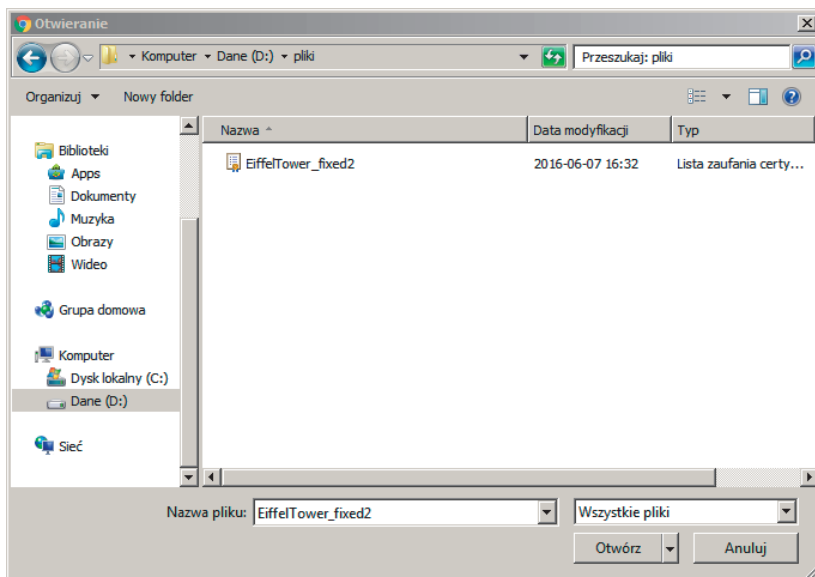 Otwieranie
Komputer Dane (D:) pliki
Przeszukaj: pliki
Organizuj Nowy folder
Nazwa Data modyfikacji Typ
Biblioteki
EiffelTower_fixed2 2016-06-07 16:32 Lista zaufania certy...
Apps
Dokumenty
Muzyka
Obrazy
Wideo
Grupa domowa
Komputer
Dysk lokalny (C:)
Dane (D:)
Sieć
Nazwa pliku: EiffelTower_fixed2 Wszystkie pliki
Otwórz Anuluj